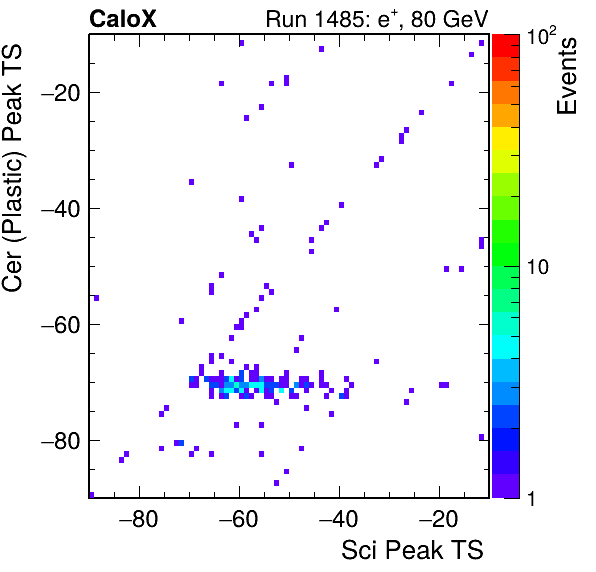 CaloX
Run 1485: e+, 80 GeV
Cer (Plastic) Peak TS
−20
−40
−60
−80
−80
−60
−40
−20
Sci Peak TS
10²
10
1
Events